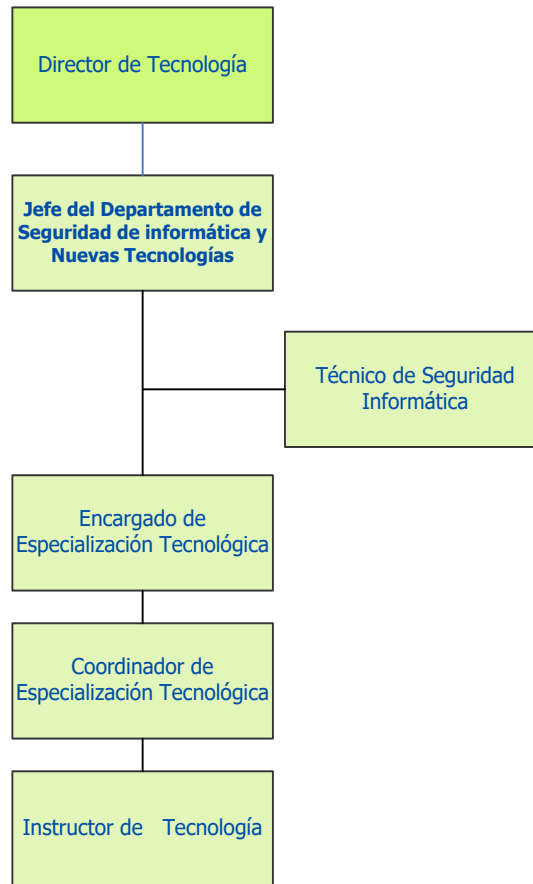 Director de Tecnología
Jefe del Departamento de
Seguridad de informática y
Nuevas Tecnologías
Técnico de Seguridad
Informática
Encargado de
Especialización Tecnológica
Coordinador de
Especialización Tecnológica
Instructor de Tecnología